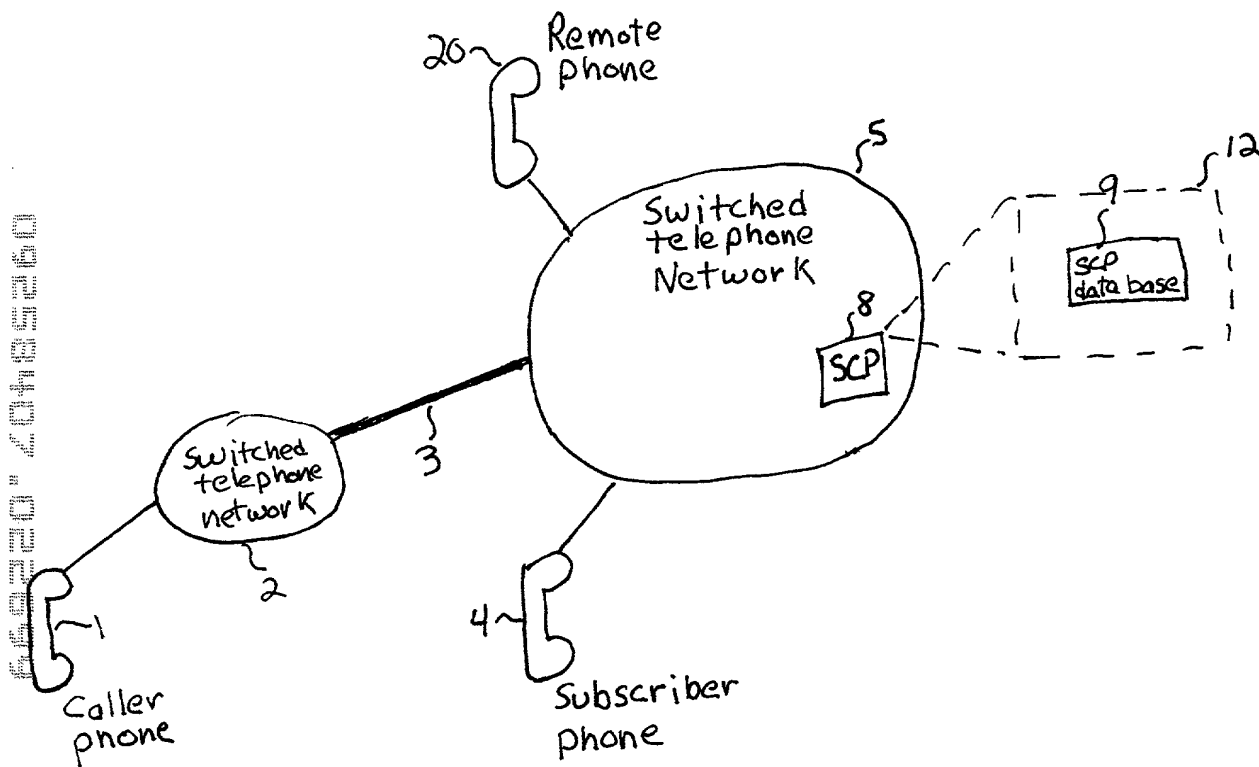 20
Remote
phone
5
12
Switched
telephone
Network
9
SCP
data base
8
SCP
Switched
telephone
network
3
2
1
4
Caller
phone
Subscriber
phone